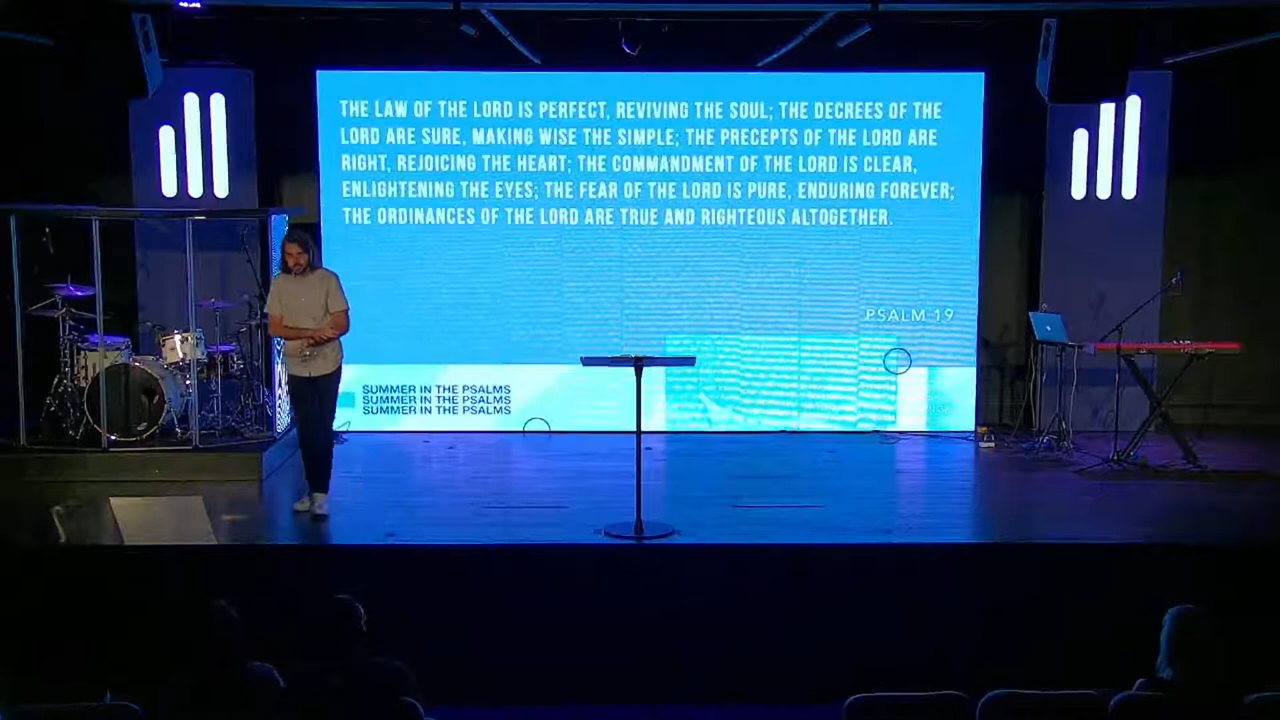 THE LAW OF THE LORD IS PERFECT, REVIVING THE SOUL; THE DECREES OF THE
LORD ARE SURE, MAKING WISE THE SIMPLE; THE PRECEPTS OF THE LORD ARE
RIGHT, REJOICING THE HEART; THE COMMANDMENT OF THE LORD IS CLEAR,
ENLIGHTENING THE EYES; THE FEAR OF THE LORD IS PURE, ENDURING FOREVER;
THE ORDINANCES OF THE LORD ARE TRUE AND RIGHTEOUS ALTOGETHER.
PSALM 19
SUMMER IN THE PSALMS
SUMMER IN THE PSALMS
SUMMER IN THE PSALMS